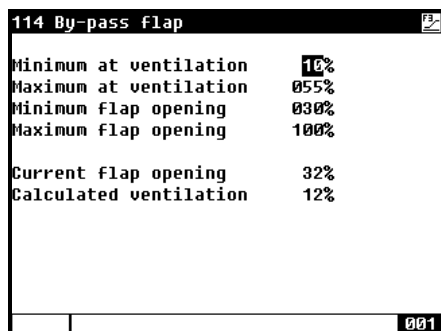 114 By-pass flap F3
Minimum at ventilation 10%
Maximum at ventilation 055%
Minimum flap opening 030%
Maximum flap opening 100%
Current flap opening 32%
Calculated ventilation 12%
001